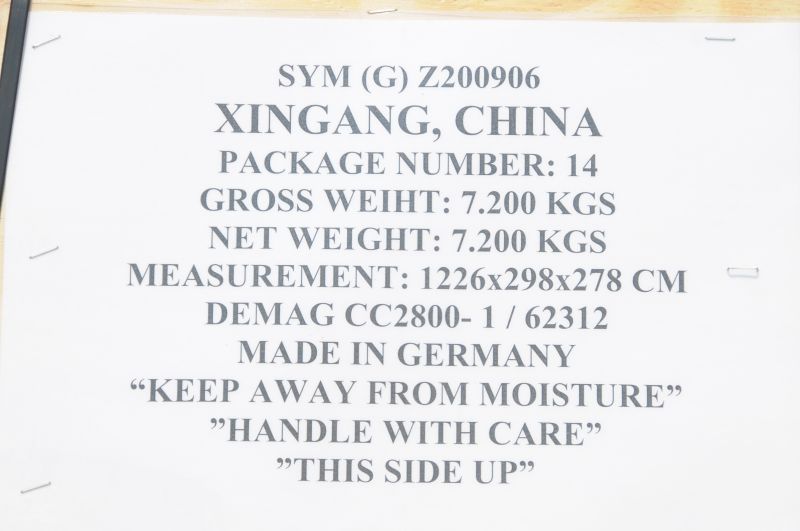 SYM (G) Z200906
XINGANG, CHINA
PACKAGE NUMBER: 14
GROSS WEIHT: 7.200 KGS
NET WEIGHT: 7.200 KGS
MEASUREMENT: 1226x298x278 CM
DEMAG CC2800- 1 / 62312
MADE IN GERMANY
“KEEP AWAY FROM MOISTURE”
”HANDLE WITH CARE”
”THIS SIDE UP”